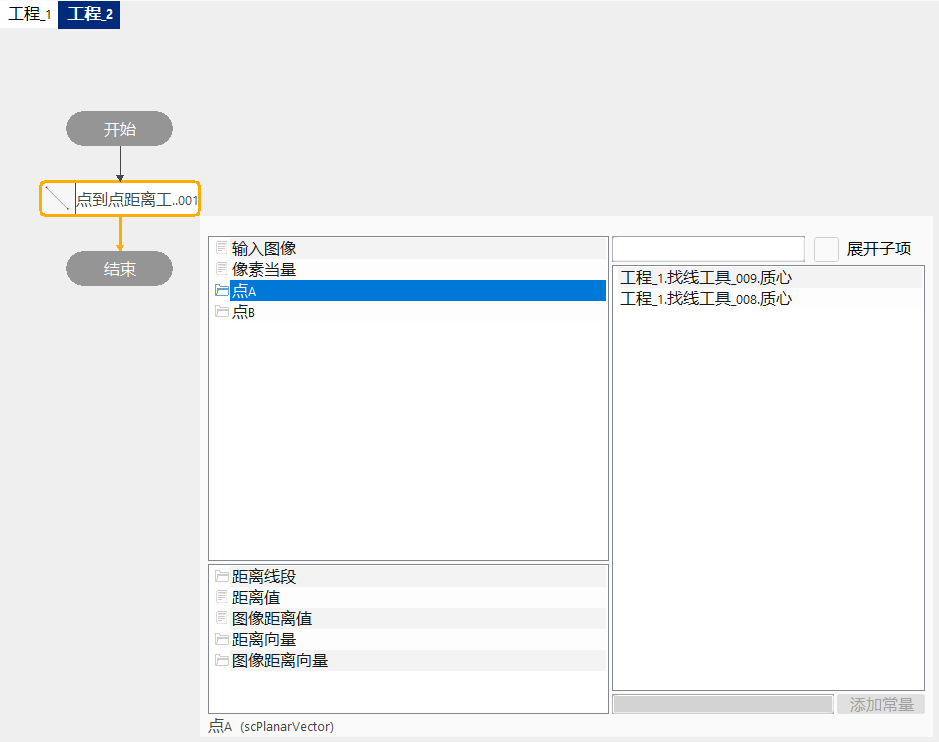 工程_1 工程_2
开始
点到点距离工..001
结束
输入图像
像素当量
点A
点B
展开子项
工程_1.找线工具_009.质心
工程_1.找线工具_008.质心
距离线段
距离值
图像距离值
距离向量
图像距离向量
添加常量
点A (scPlanarVector)